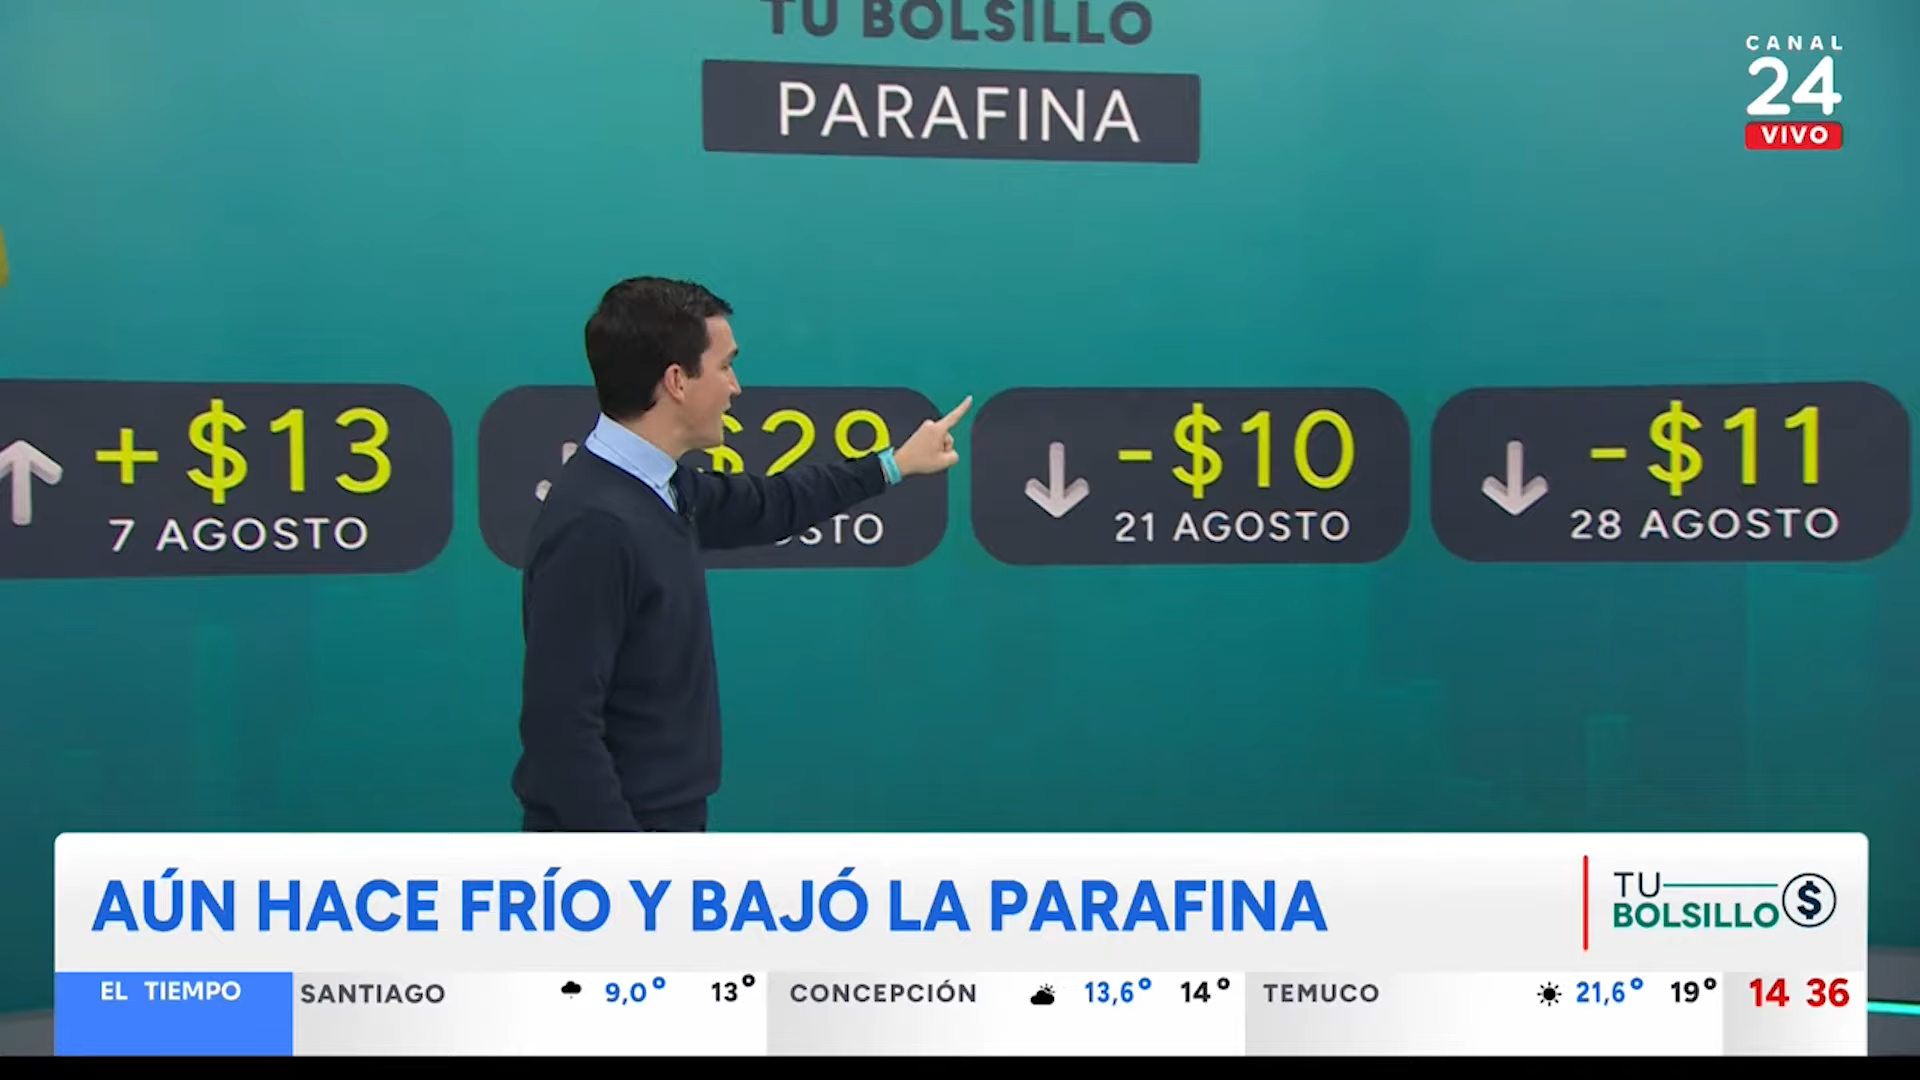 TU BOLSILLO
PARAFINA
CANAL
24
VIVO
+ $13
7 AGOSTO
$29
-$10
21 AGOSTO
-$11
28 AGOSTO
AÚN HACE FRÍO Y BAJÓ LA PARAFINA
TU
BOLSILLO $
EL TIEMPO
SANTIAGO 9,0° 13°
CONCEPCIÓN 13,6° 14°
TEMUCO 21,6° 19°
14 36